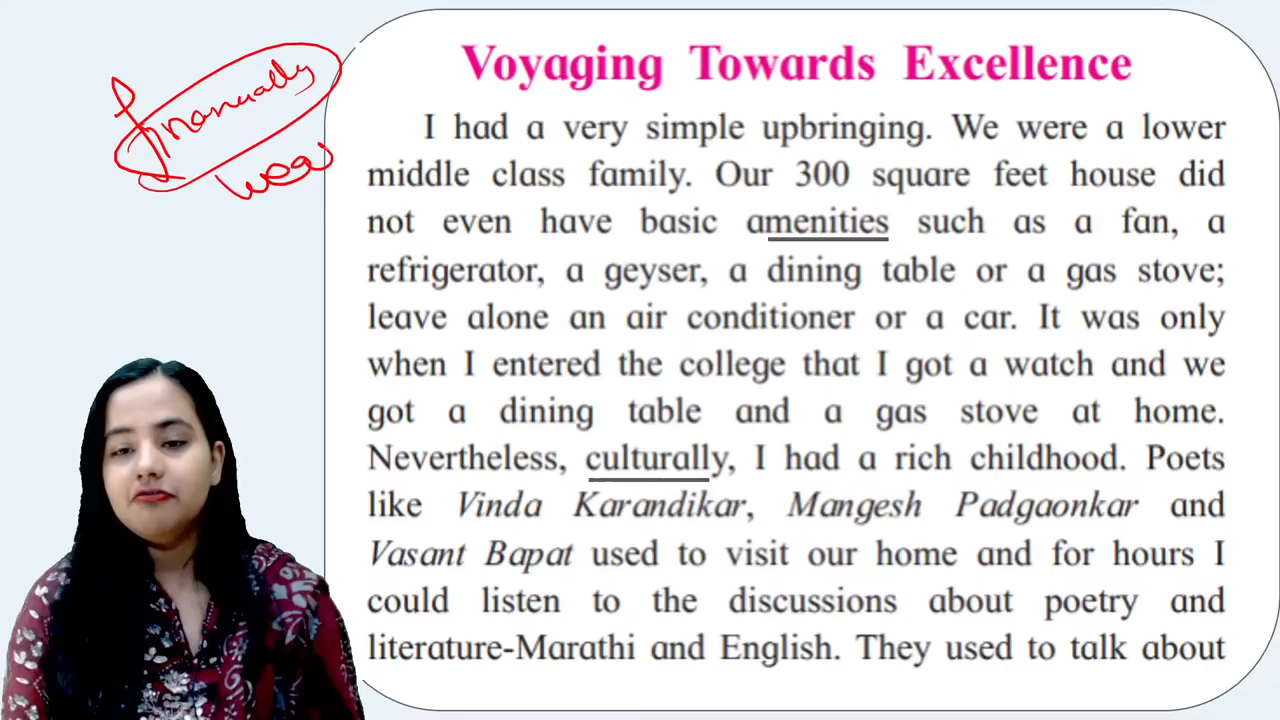 financially
Voyaging Towards Excellence
I had a very simple upbringing. We were a lower
middle class family. Our 300 square feet house did
not even have basic amenities such as a fan, a
refrigerator, a geyser, a dining table or a gas stove;
leave alone an air conditioner or a car. It was only
when I entered the college that I got a watch and we
got a dining table and a gas stove at home.
Nevertheless, culturally, I had a rich childhood. Poets
like Vinda Karandikar, Mangesh Padgaonkar and
Vasant Bapat used to visit our home and for hours I
could listen to the discussions about poetry and
literature-Marathi and English. They used to talk about